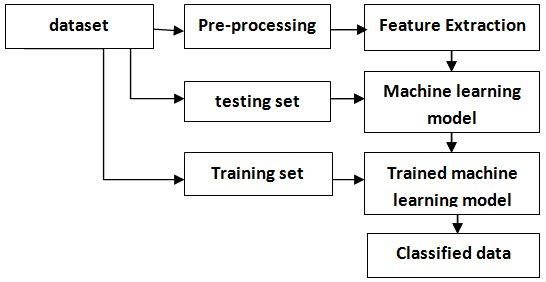 dataset
Pre-processing
Feature Extraction
testing set
Machine learning
model
Training set
Trained machine
learning model
Classified data